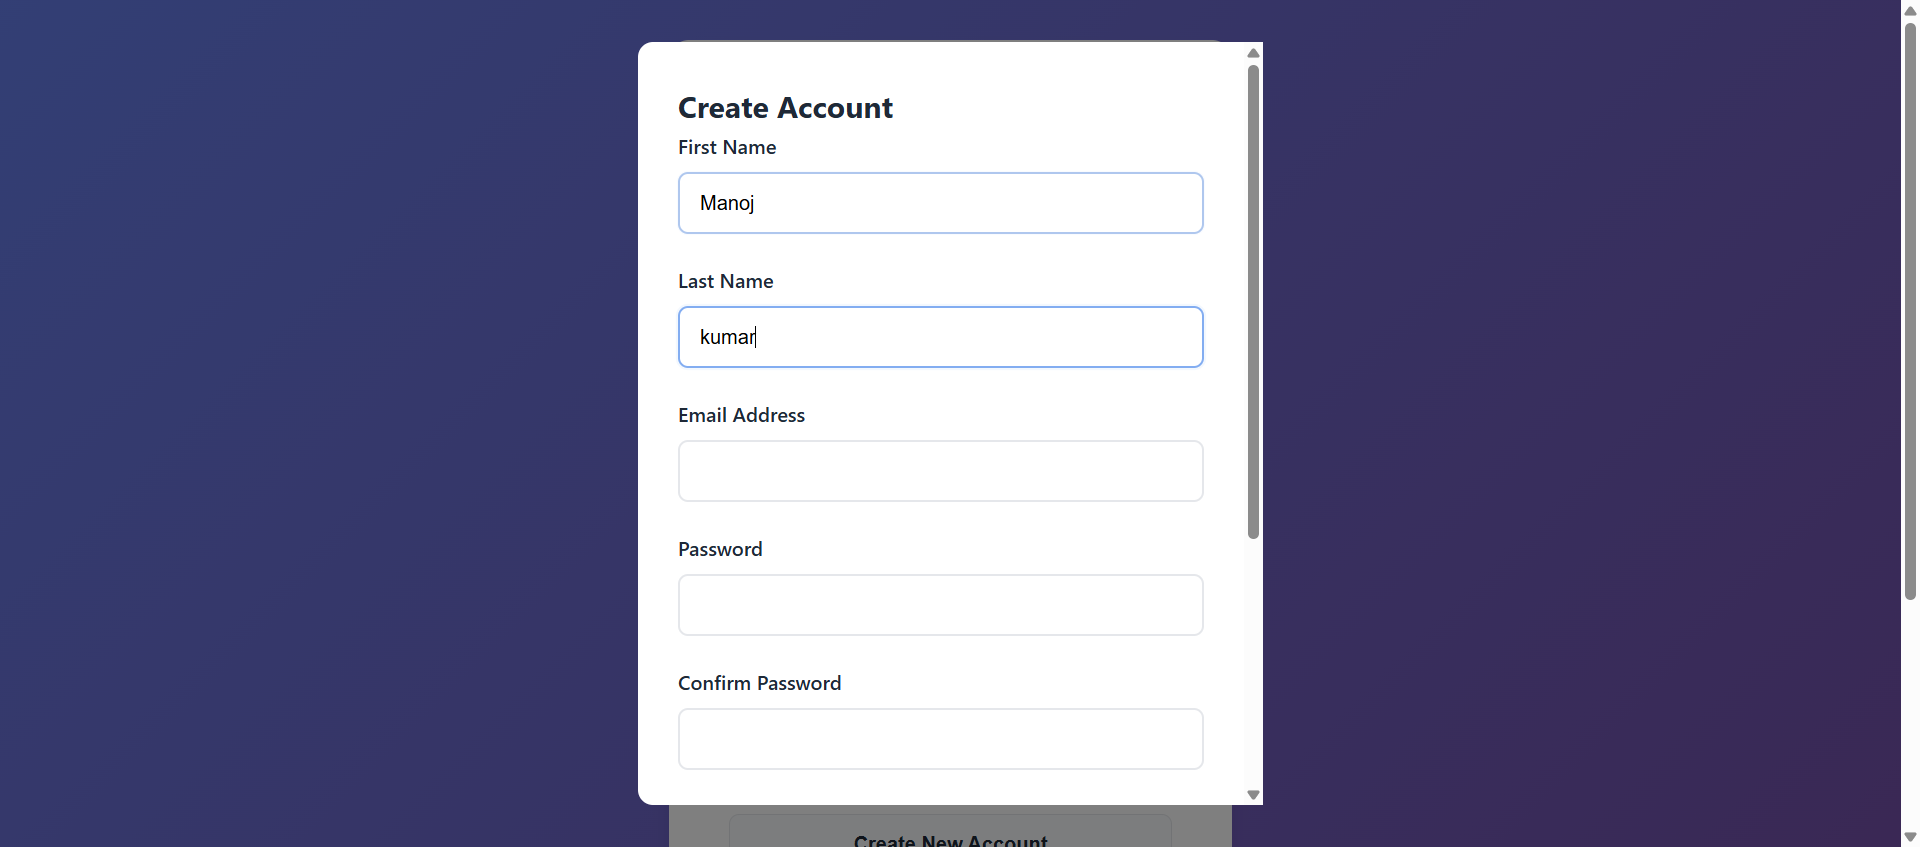 Create Account
First Name
Manoj
Last Name
kumar
Email Address
Password
Confirm Password
Create New Account